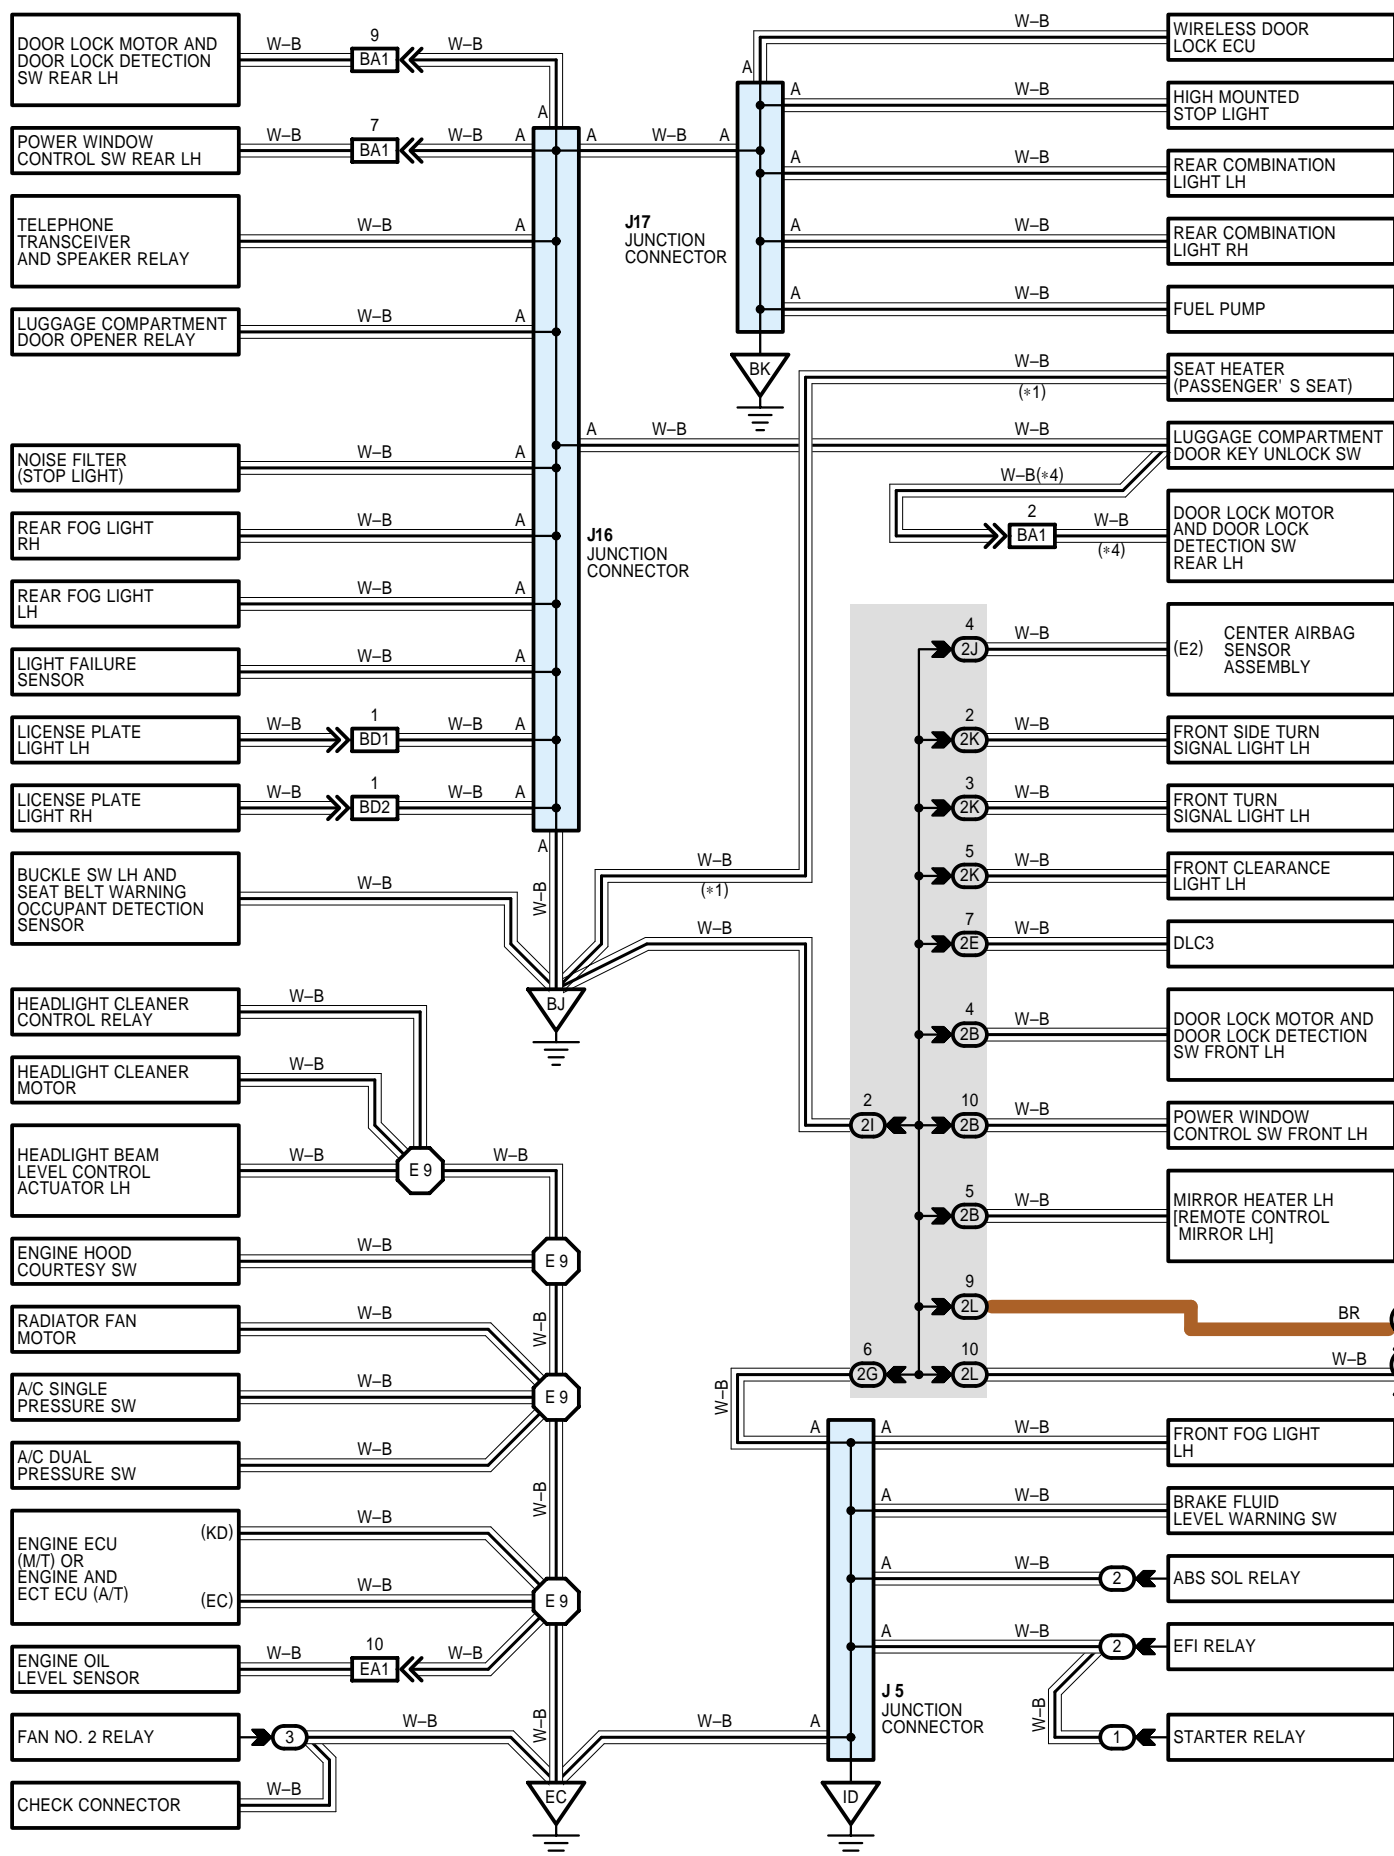 DOOR LOCK MOTOR AND
DOOR LOCK DETECTION
SW REAR LH
W–B
9
BA1
W–B
A
POWER WINDOW
CONTROL SW REAR LH
W–B
7
BA1
W–B
A
A
W–B
A
TELEPHONE
TRANSCEIVER
AND SPEAKER RELAY
W–B
A
LUGGAGE COMPARTMENT
DOOR OPENER RELAY
W–B
A
NOISE FILTER
(STOP LIGHT)
W–B
A
REAR FOG LIGHT
RH
W–B
A
REAR FOG LIGHT
LH
W–B
A
LIGHT FAILURE
SENSOR
W–B
A
LICENSE PLATE
LIGHT LH
W–B
1
BD1
W–B
A
LICENSE PLATE
LIGHT RH
W–B
1
BD2
W–B
A
J16
JUNCTION
CONNECTOR
A
W–B
BUCKLE SW LH AND
SEAT BELT WARNING
OCCUPANT DETECTION
SENSOR
W–B
W–B
(*1)
W–B
BJ
HEADLIGHT CLEANER
CONTROL RELAY
W–B
HEADLIGHT CLEANER
MOTOR
W–B
HEADLIGHT BEAM
LEVEL CONTROL
ACTUATOR LH
W–B
E 9
W–B
ENGINE HOOD
COURTESY SW
W–B
E 9
W–B
RADIATOR FAN
MOTOR
W–B
A/C SINGLE
PRESSURE SW
W–B
E 9
A/C DUAL
PRESSURE SW
W–B
W–B
ENGINE ECU
(M/T) OR
ENGINE AND
ECT ECU (A/T)
(KD)
W–B
(EC)
W–B
E 9
ENGINE OIL
LEVEL SENSOR
W–B
10
EA1
W–B
W–B
FAN NO. 2 RELAY
3
W–B
CHECK CONNECTOR
W–B
EC
W–B
A
J17
JUNCTION
CONNECTOR
A
W–B
WIRELESS DOOR
LOCK ECU
A
W–B
HIGH MOUNTED
STOP LIGHT
A
W–B
REAR COMBINATION
LIGHT LH
A
W–B
REAR COMBINATION
LIGHT RH
A
W–B
FUEL PUMP
BK
W–B
(*1)
SEAT HEATER
(PASSENGER' S SEAT)
A
W–B
W–B
LUGGAGE COMPARTMENT
DOOR KEY UNLOCK SW
W–B(*4)
2
BA1
W–B
(*4)
DOOR LOCK MOTOR
AND DOOR LOCK
DETECTION SW
REAR LH
4
2J
W–B
(E2)
CENTER AIRBAG
SENSOR
ASSEMBLY
2
2K
W–B
FRONT SIDE TURN
SIGNAL LIGHT LH
3
2K
W–B
FRONT TURN
SIGNAL LIGHT LH
5
2K
W–B
FRONT CLEARANCE
LIGHT LH
7
2E
W–B
DLC3
4
2B
W–B
DOOR LOCK MOTOR AND
DOOR LOCK DETECTION
SW FRONT LH
2
2I
10
2B
W–B
POWER WINDOW
CONTROL SW FRONT LH
5
2B
W–B
MIRROR HEATER LH
[REMOTE CONTROL
MIRROR LH]
9
2L
BR
6
2G
10
2L
W–B
W–B
A
A
W–B
FRONT FOG LIGHT
LH
A
W–B
BRAKE FLUID
LEVEL WARNING SW
A
W–B
2
ABS SOL RELAY
A
W–B
2
EFI RELAY
J 5
JUNCTION
CONNECTOR
W–B
1
STARTER RELAY
ID